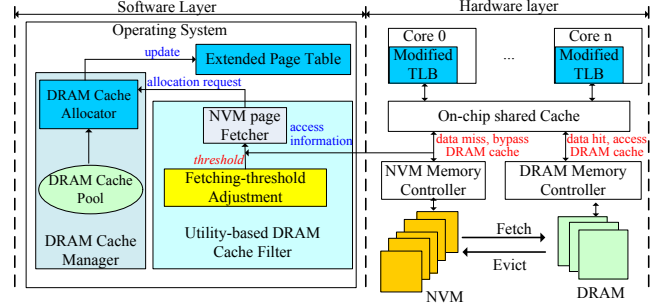 Software Layer
Hardware layer
Operating System
update
Extended Page Table
allocation request
DRAM Cache
Allocator
NVM page
Fetcher
access
information
threshold
Fetching-threshold
Adjustment
DRAM Cache
Pool
DRAM Cache
Manager
Utility-based DRAM
Cache Filter
Core 0
Modified
TLB
...
Core n
Modified
TLB
On-chip shared Cache
data miss, bypass
DRAM cache
data hit, access
DRAM cache
NVM Memory
Controller
DRAM Memory
Controller
Fetch
Evict
NVM
DRAM